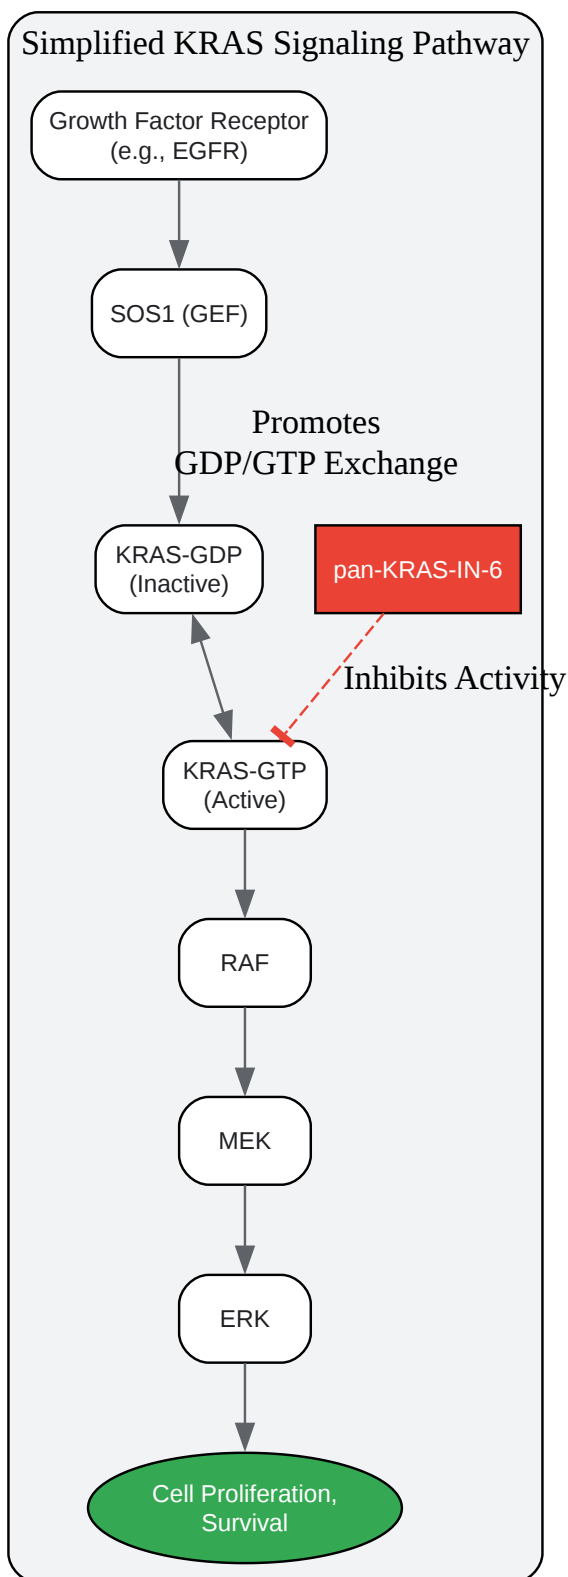 Simplified KRAS Signaling Pathway
Growth Factor Receptor
(e.g., EGFR)
SOS1 (GEF)
Promotes
GDP/GTP Exchange
KRAS-GDP
(Inactive)
pan-KRAS-IN-6
Inhibits Activity
KRAS-GTP
(Active)
RAF
MEK
ERK
Cell Proliferation,
Survival